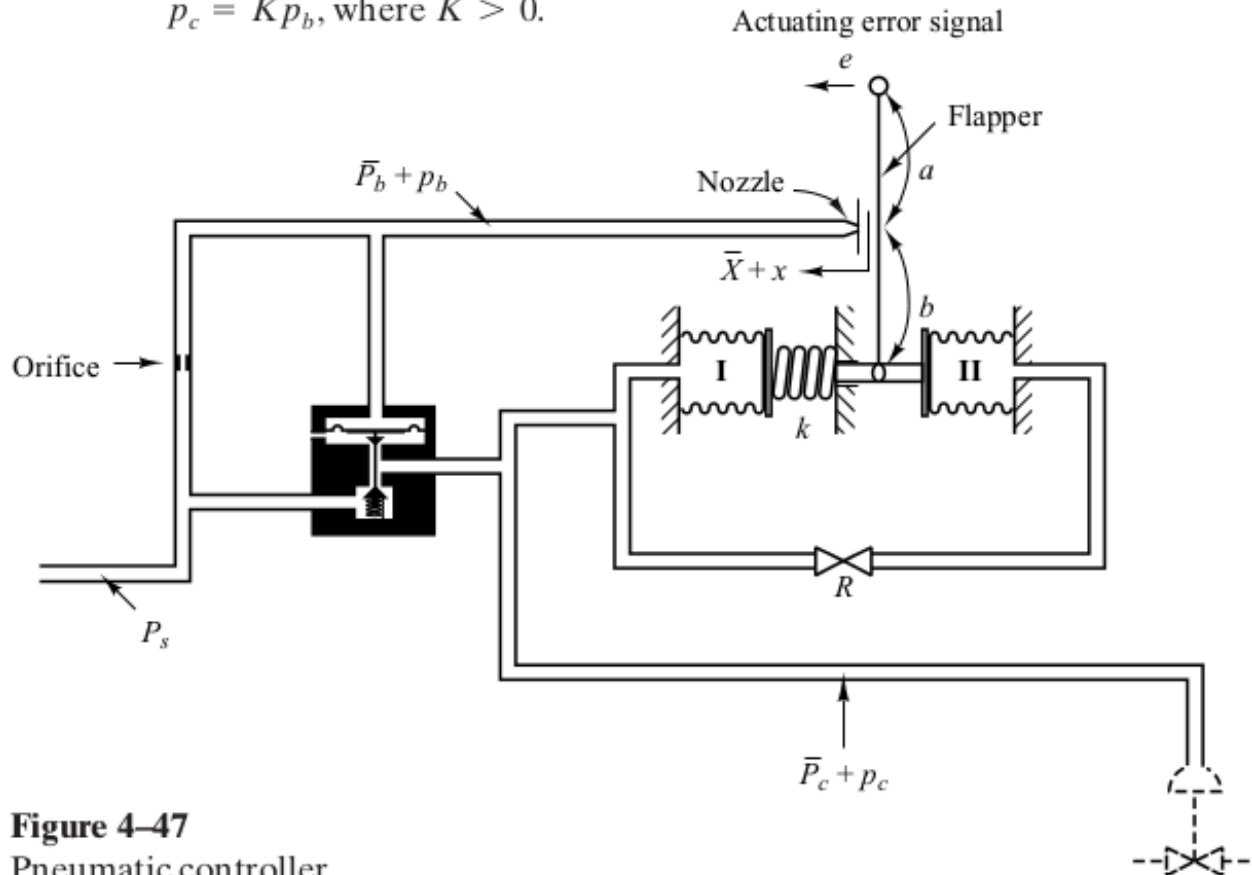 p_c = Kp_b, where K > 0.
Actuating error signal
e
Flapper
a
P̄_b + p_b
Nozzle
X̄ + x
b
Orifice
I
II
k
R
P_s
P̄_c + p_c
Figure 4–47
Pneumatic controller